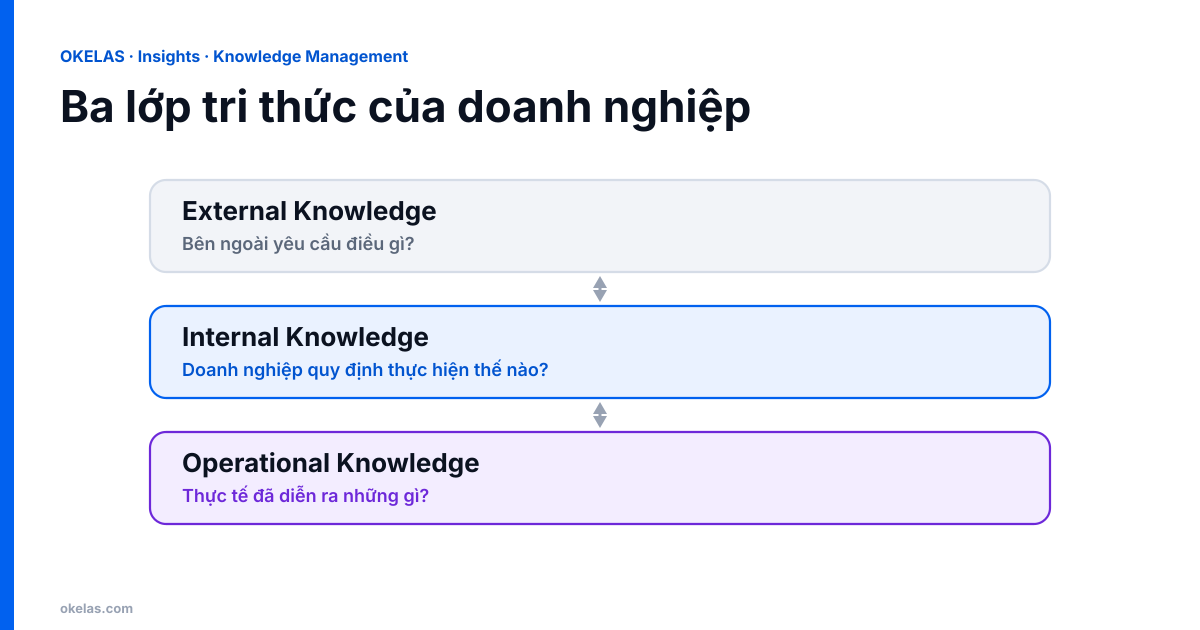 OKELAS · Insights · Knowledge Management
Ba lớp tri thức của doanh nghiệp
External Knowledge
Bên ngoài yêu cầu điều gì?
Internal Knowledge
Doanh nghiệp quy định thực hiện thế nào?
Operational Knowledge
Thực tế đã diễn ra những gì?
okelas.com